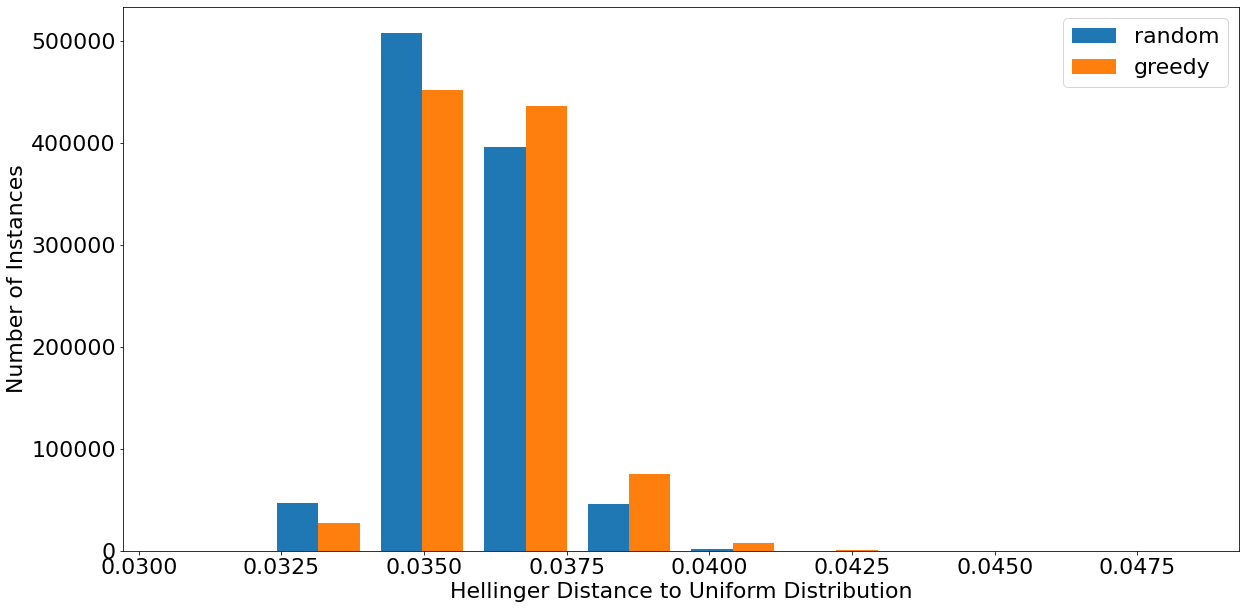 random
greedy
500000
400000
300000
200000
100000
0
Number of Instances
0.0300 0.0325 0.0350 0.0375 0.0400 0.0425 0.0450 0.0475
Hellinger Distance to Uniform Distribution